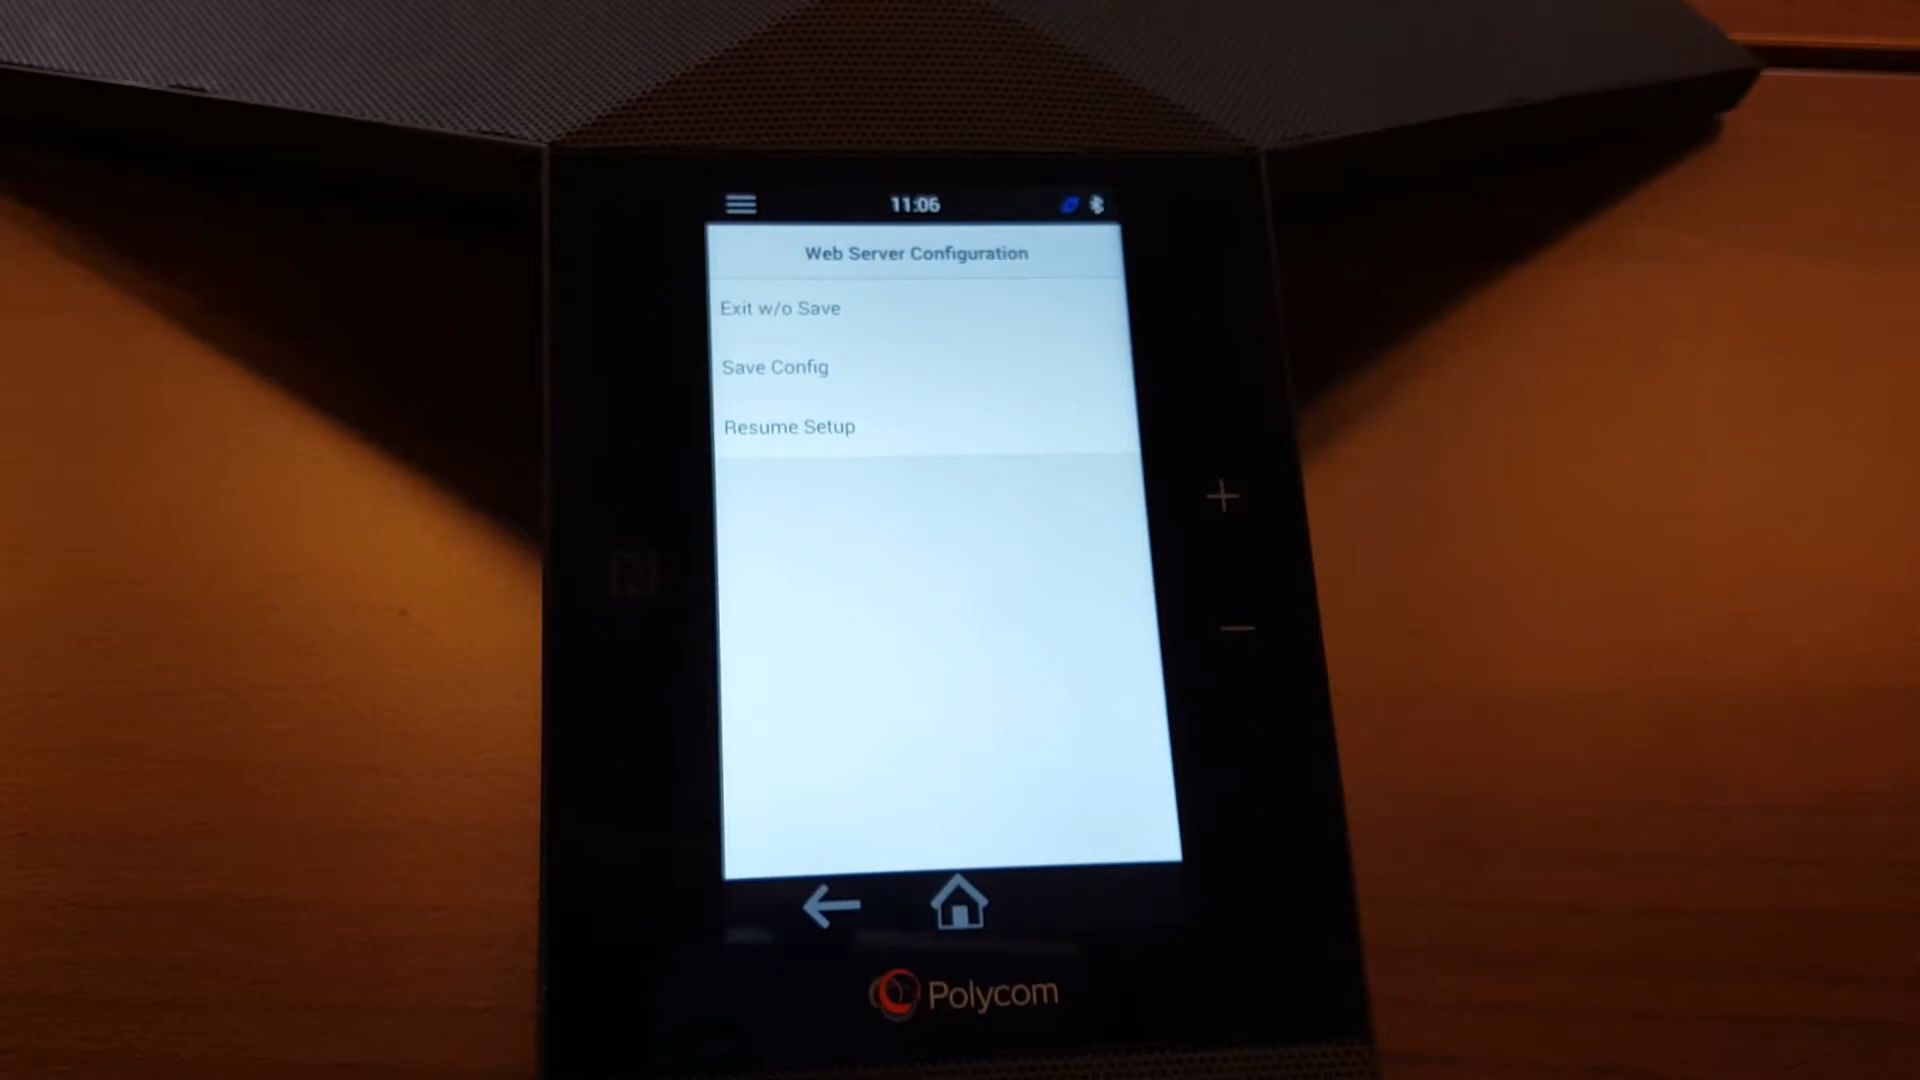 11:06
Web Server Configuration
Exit w/o Save
Save Config
Resume Setup
Polycom